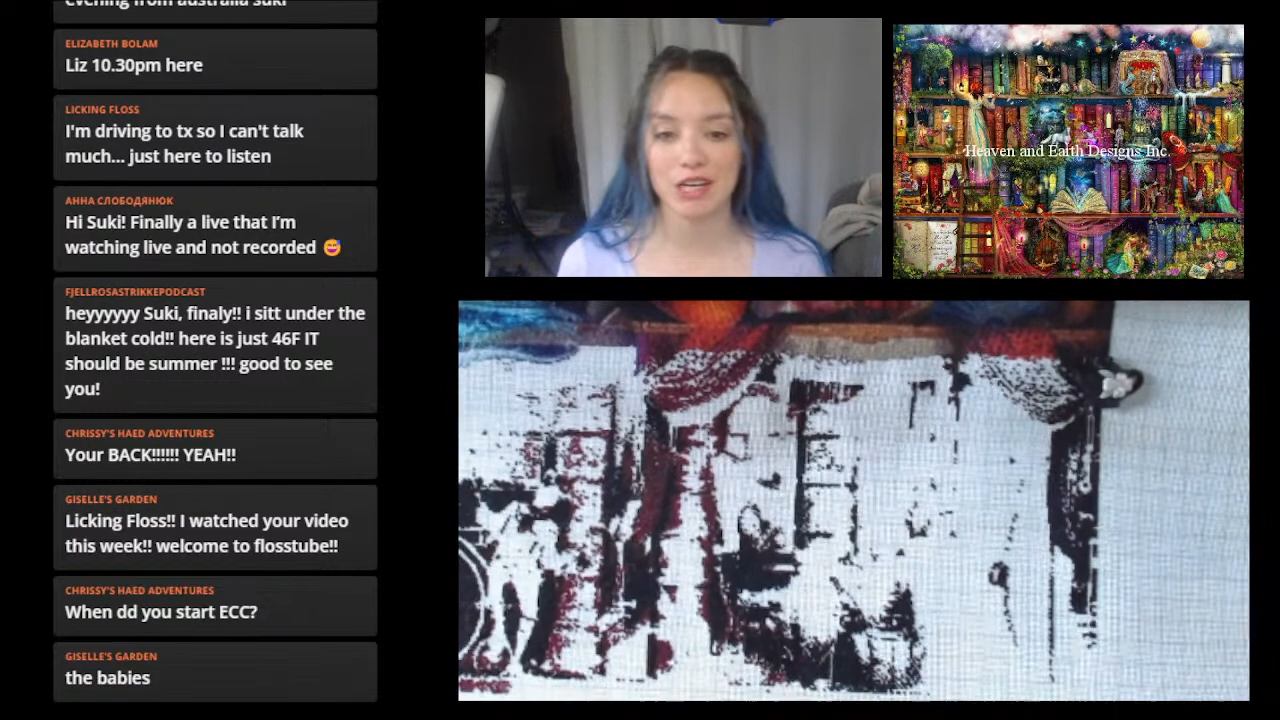 evening from australia suki
ELIZABETH BOLAM
Liz 10.30pm here
LICKING FLOSS
I'm driving to tx so I can't talk
much... just here to listen
АННА СЛОБОДЯНЮК
Hi Suki! Finally a live that I'm
watching live and not recorded 😅
FJELLROSASTRIKKEPODCAST
heyyyyyy Suki, finaly!! i sitt under the
blanket cold!! here is just 46F IT
should be summer !!! good to see
you!
CHRISSY'S HAED ADVENTURES
Your BACK!!!!!! YEAH!!
GISELLE'S GARDEN
Licking Floss!! I watched your video
this week!! welcome to flosstube!!
CHRISSY'S HAED ADVENTURES
When dd you start ECC?
GISELLE'S GARDEN
the babies
Heaven and Earth Designs Inc.